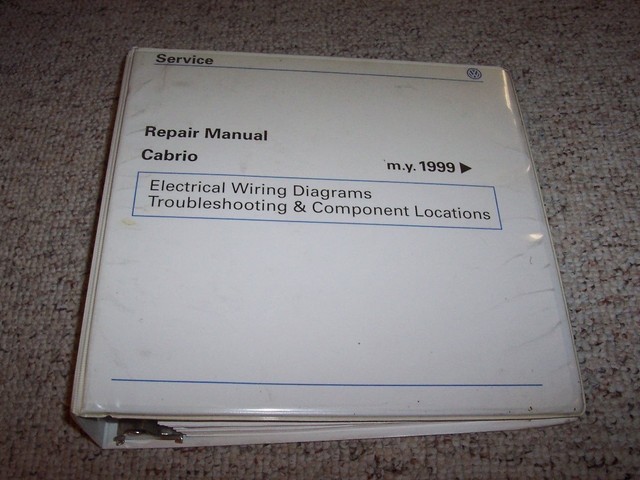 Service
Repair Manual
Cabrio
m.y. 1999 ▶
Electrical Wiring Diagrams
Troubleshooting & Component Locations